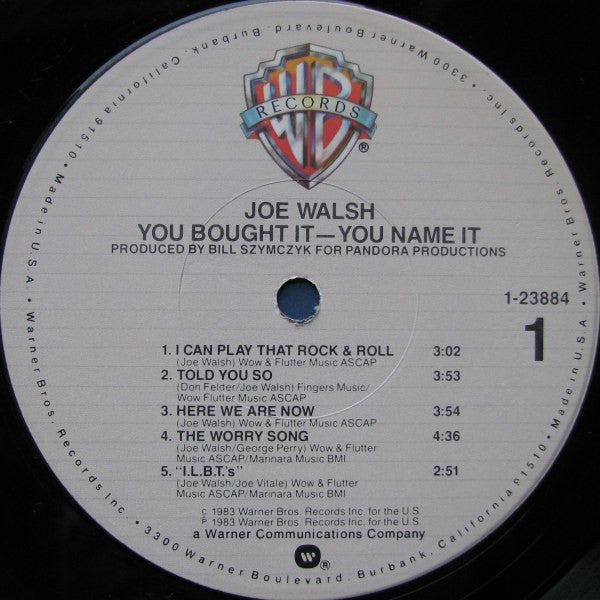 WB
RECORDS
®
JOE WALSH
YOU BOUGHT IT—YOU NAME IT
PRODUCED BY BILL SZYMCZYK FOR PANDORA PRODUCTIONS
1-23884
1
1. I CAN PLAY THAT ROCK & ROLL 3:02
(Joe Walsh) Wow & Flutter Music ASCAP
2. TOLD YOU SO 3:53
(Don Felder/Joe Walsh) Fingers Music/
Wow & Flutter Music ASCAP
3. HERE WE ARE NOW 3:54
(Joe Walsh) Wow & Flutter Music ASCAP
4. THE WORRY SONG 4:36
(Joe Walsh/George Perry) Wow & Flutter
Music ASCAP/Marinara Music BMI
5. "I.L.B.T.'s" 2:51
(Joe Walsh/Joe Vitale) Wow & Flutter
Music ASCAP/Marinara Music BMI
© 1983 Warner Bros. Records Inc. for the U.S.
℗ 1983 Warner Bros. Records Inc. for the U.S.
a Warner Communications Company
®
Warner Bros. Records Inc. • 3300 Warner Boulevard, Burbank, California 91510 • Made in U.S.A. •
Warner Bros. Records Inc. • 3300 Warner Boulevard, Burbank, California 91510 • Made in U.S.A. •